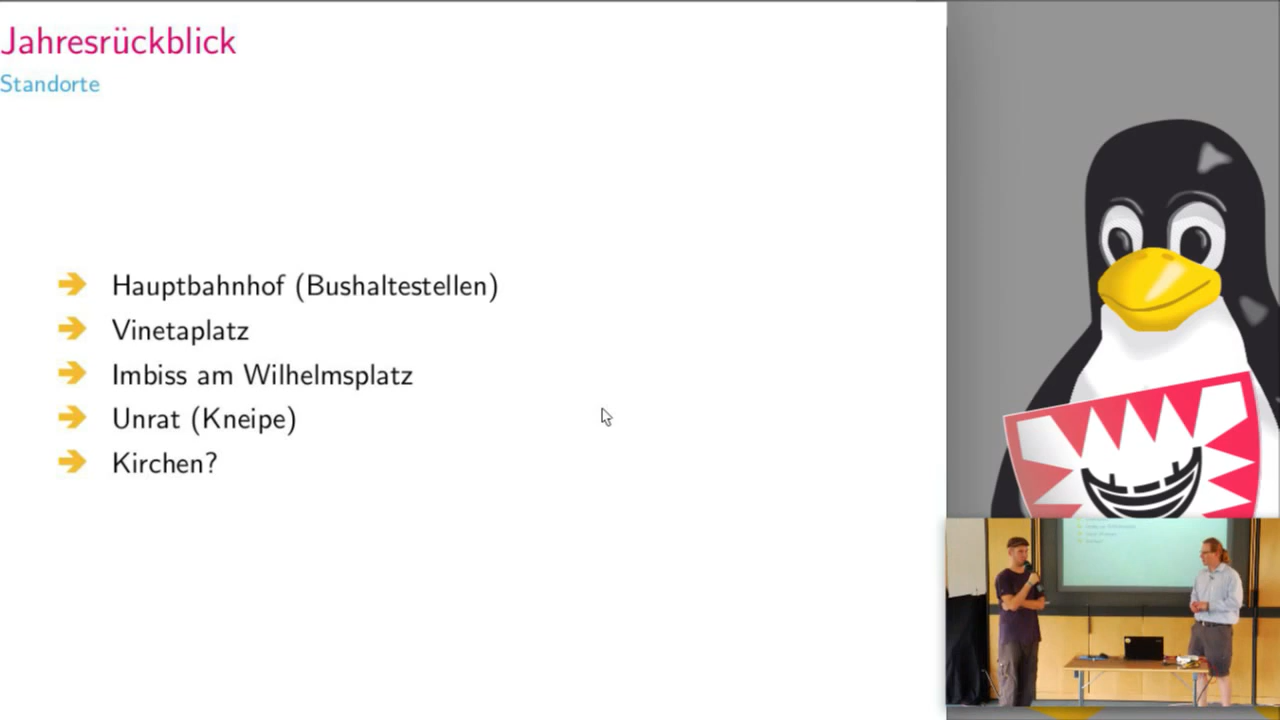 Jahresrückblick
Standorte
Hauptbahnhof (Bushaltestellen)
Vinetaplatz
Imbiss am Wilhelmsplatz
Unrat (Kneipe)
Kirchen?